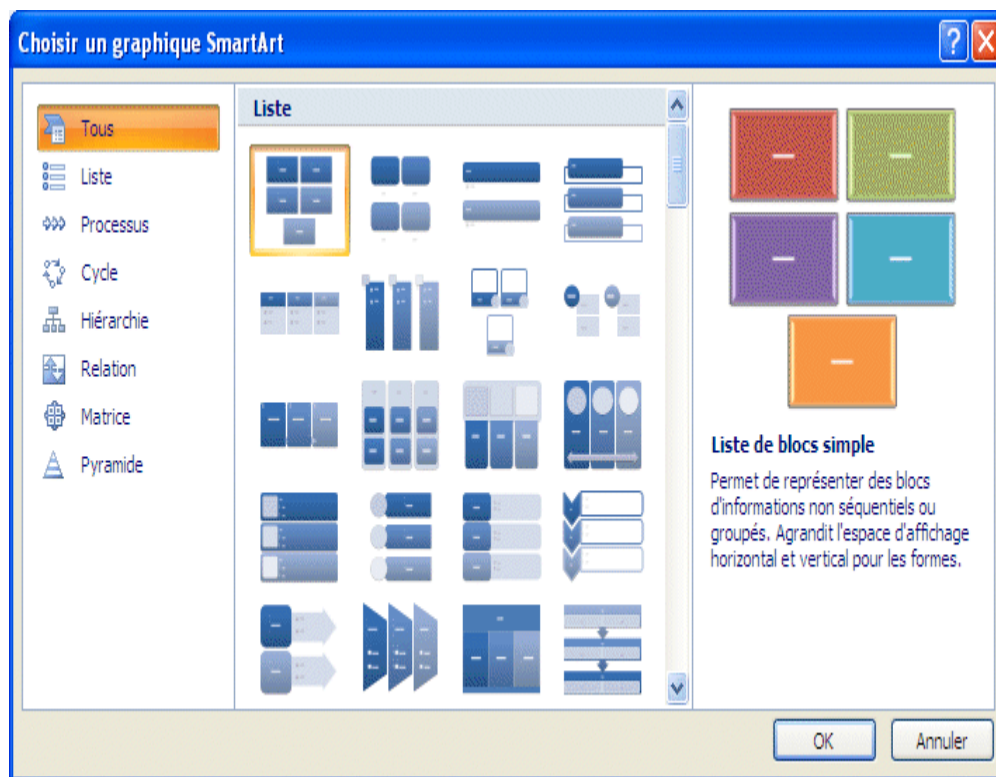 Choisir un graphique SmartArt
Tous
Liste
Processus
Cycle
Hiérarchie
Relation
Matrice
Pyramide
Liste
Liste de blocs simple
Permet de représenter des blocs
d'informations non séquentiels ou
groupés. Agrandit l'espace d'affichage
horizontal et vertical pour les formes.
OK
Annuler